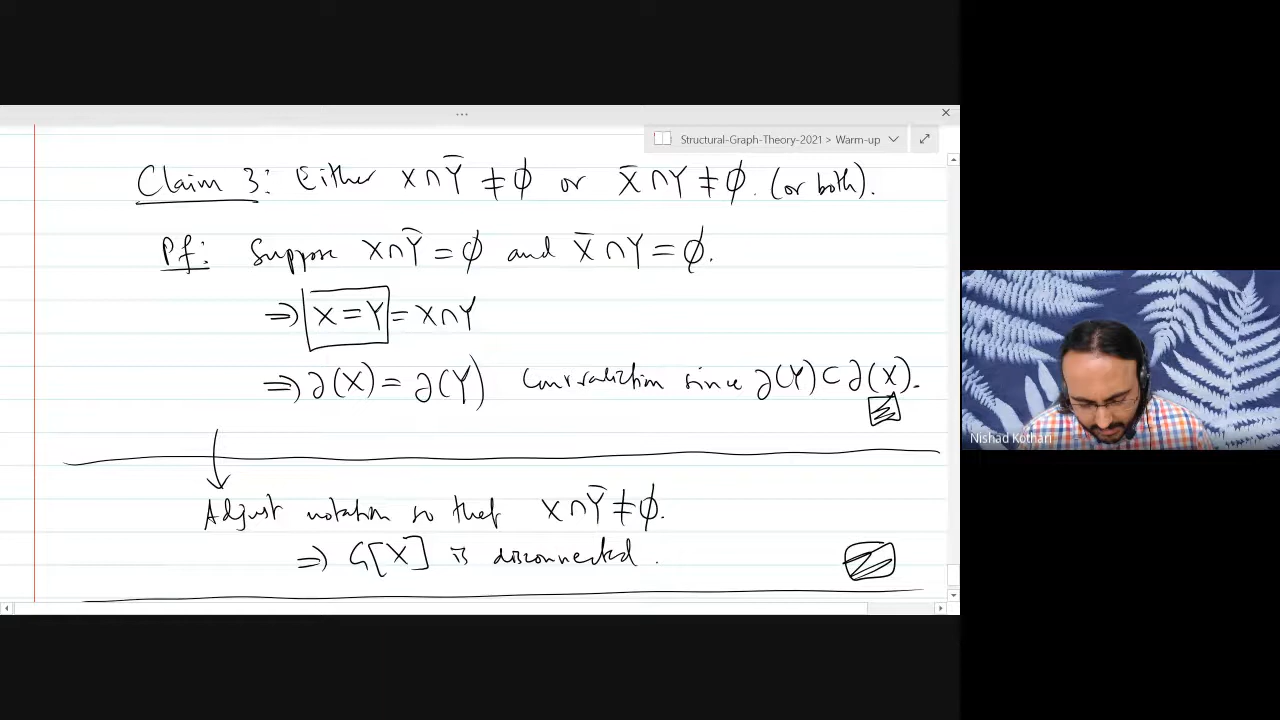 Structural-Graph-Theory-2021 > Warm-up
Claim 3: Either X∩Y̅ ≠ ϕ or X̅∩Y ≠ ϕ. (or both).
Pf: Suppose X∩Y̅ = ϕ and X̅∩Y = ϕ.
⇒ X = Y = X∩Y
⇒ ∂(X) = ∂(Y) Contradiction since ∂(Y) ⊂ ∂(X).
Adjust notation so that X∩Y̅ ≠ ϕ.
⇒ G[X] is disconnected.
Nishad Kothari